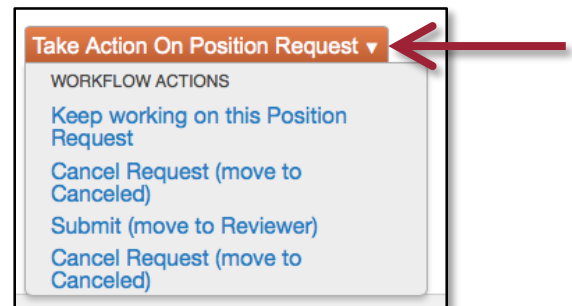 Take Action On Position Request ▼
WORKFLOW ACTIONS
Keep working on this Position
Request
Cancel Request (move to
Canceled)
Submit (move to Reviewer)
Cancel Request (move to
Canceled)